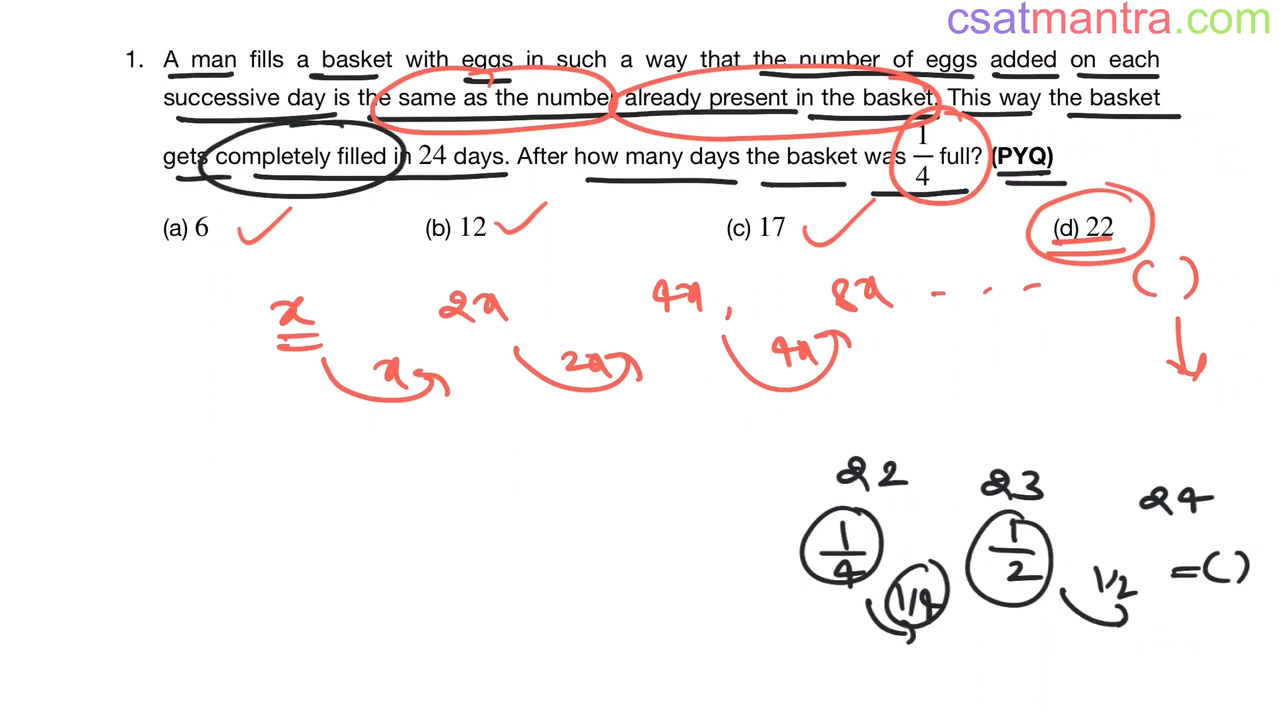 csatmantra.com
1. A man fills a basket with eggs in such a way that the number of eggs added on each
successive day is the same as the number already present in the basket. This way the basket
gets completely filled in 24 days. After how many days the basket was 1/4 full? (PYQ)
(a) 6 (b) 12 (c) 17 (d) 22
x 2x 4x, 8x - - - ( )
x 2x 4x
22 23 24
1/4 1/2 = ( )
1/4 1/2